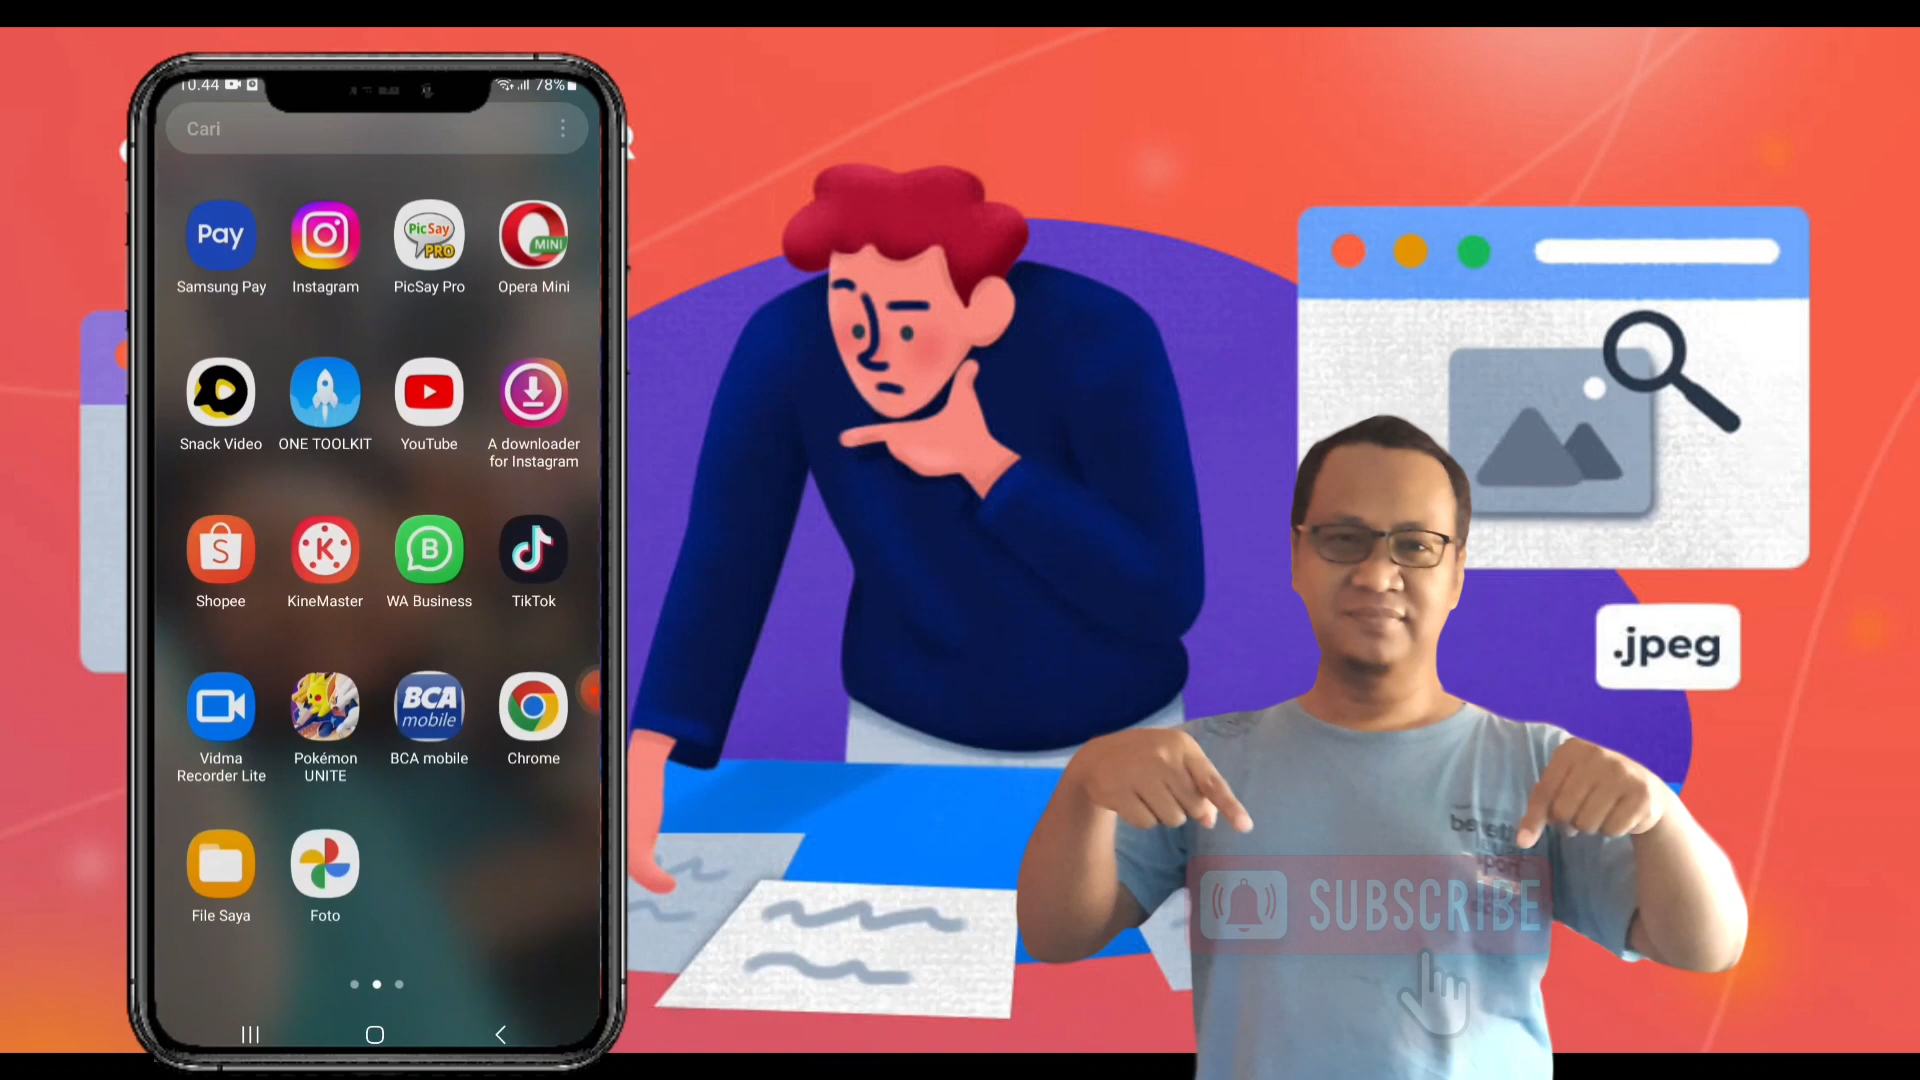 10.44
78%
Cari
Pay
PicSay
PRO
MINI
Samsung Pay
Instagram
PicSay Pro
Opera Mini
Snack Video
ONE TOOLKIT
YouTube
A downloader
for Instagram
S
K
B
Shopee
KineMaster
WA Business
TikTok
BCA
mobile
Vidma
Recorder Lite
Pokémon
UNITE
BCA mobile
Chrome
File Saya
Foto
.jpeg
SUBSCRIBE